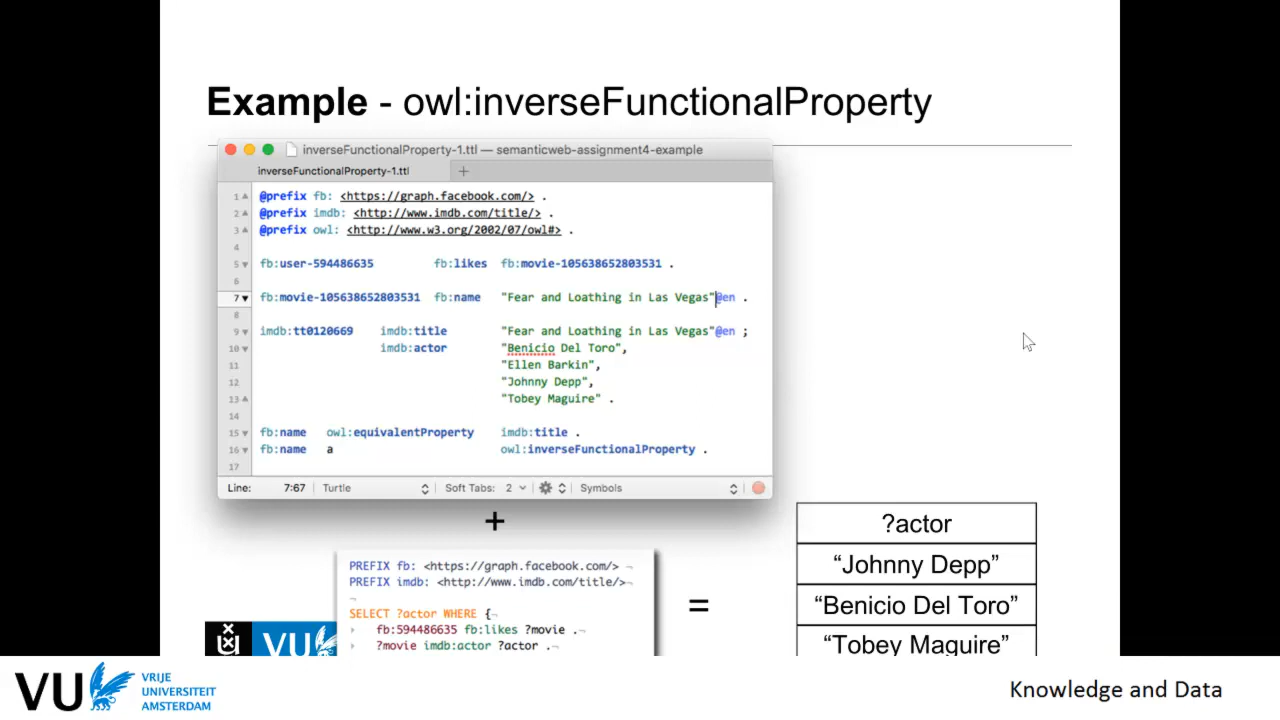 Example - owl:inverseFunctionalProperty
inverseFunctionalProperty-1.ttl — semanticweb-assignment4-example
inverseFunctionalProperty-1.ttl
1 @prefix fb: <https://graph.facebook.com/> .
2 @prefix imdb: <http://www.imdb.com/title/> .
3 @prefix owl: <http://www.w3.org/2002/07/owl#> .
4
5 fb:user-594486635 fb:likes fb:movie-105638652803531 .
6
7 fb:movie-105638652803531 fb:name "Fear and Loathing in Las Vegas"@en .
8
9 imdb:tt0120669 imdb:title "Fear and Loathing in Las Vegas"@en ;
10 imdb:actor "Benicio Del Toro",
11 "Ellen Barkin",
12 "Johnny Depp",
13 "Tobey Maguire" .
14
15 fb:name owl:equivalentProperty imdb:title .
16 fb:name a owl:inverseFunctionalProperty .
17
Line: 7:67 Turtle Soft Tabs: 2 Symbols
+
PREFIX fb: <https://graph.facebook.com/>
PREFIX imdb: <http://www.imdb.com/title/>
SELECT ?actor WHERE {
fb:594486635 fb:likes ?movie .
?movie imdb:actor ?actor .
=
?actor
“Johnny Depp”
“Benicio Del Toro”
“Tobey Maguire”
VU
VU VRIJE
UNIVERSITEIT
AMSTERDAM
Knowledge and Data